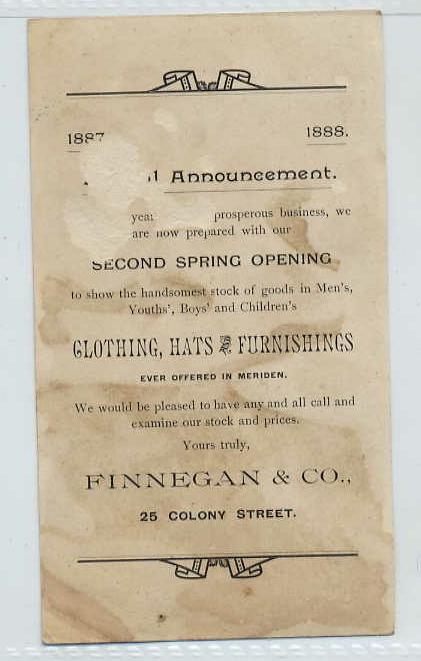 1887 1888.
Announcement.
year prosperous business, we
are now prepared with our
SECOND SPRING OPENING
to show the handsomest stock of goods in Men's,
Youths', Boys' and Children's
CLOTHING, HATS & FURNISHINGS
EVER OFFERED IN MERIDEN.
We would be pleased to have any and all call and
examine our stock and prices.
Yours truly,
FINNEGAN & CO.,
25 COLONY STREET.